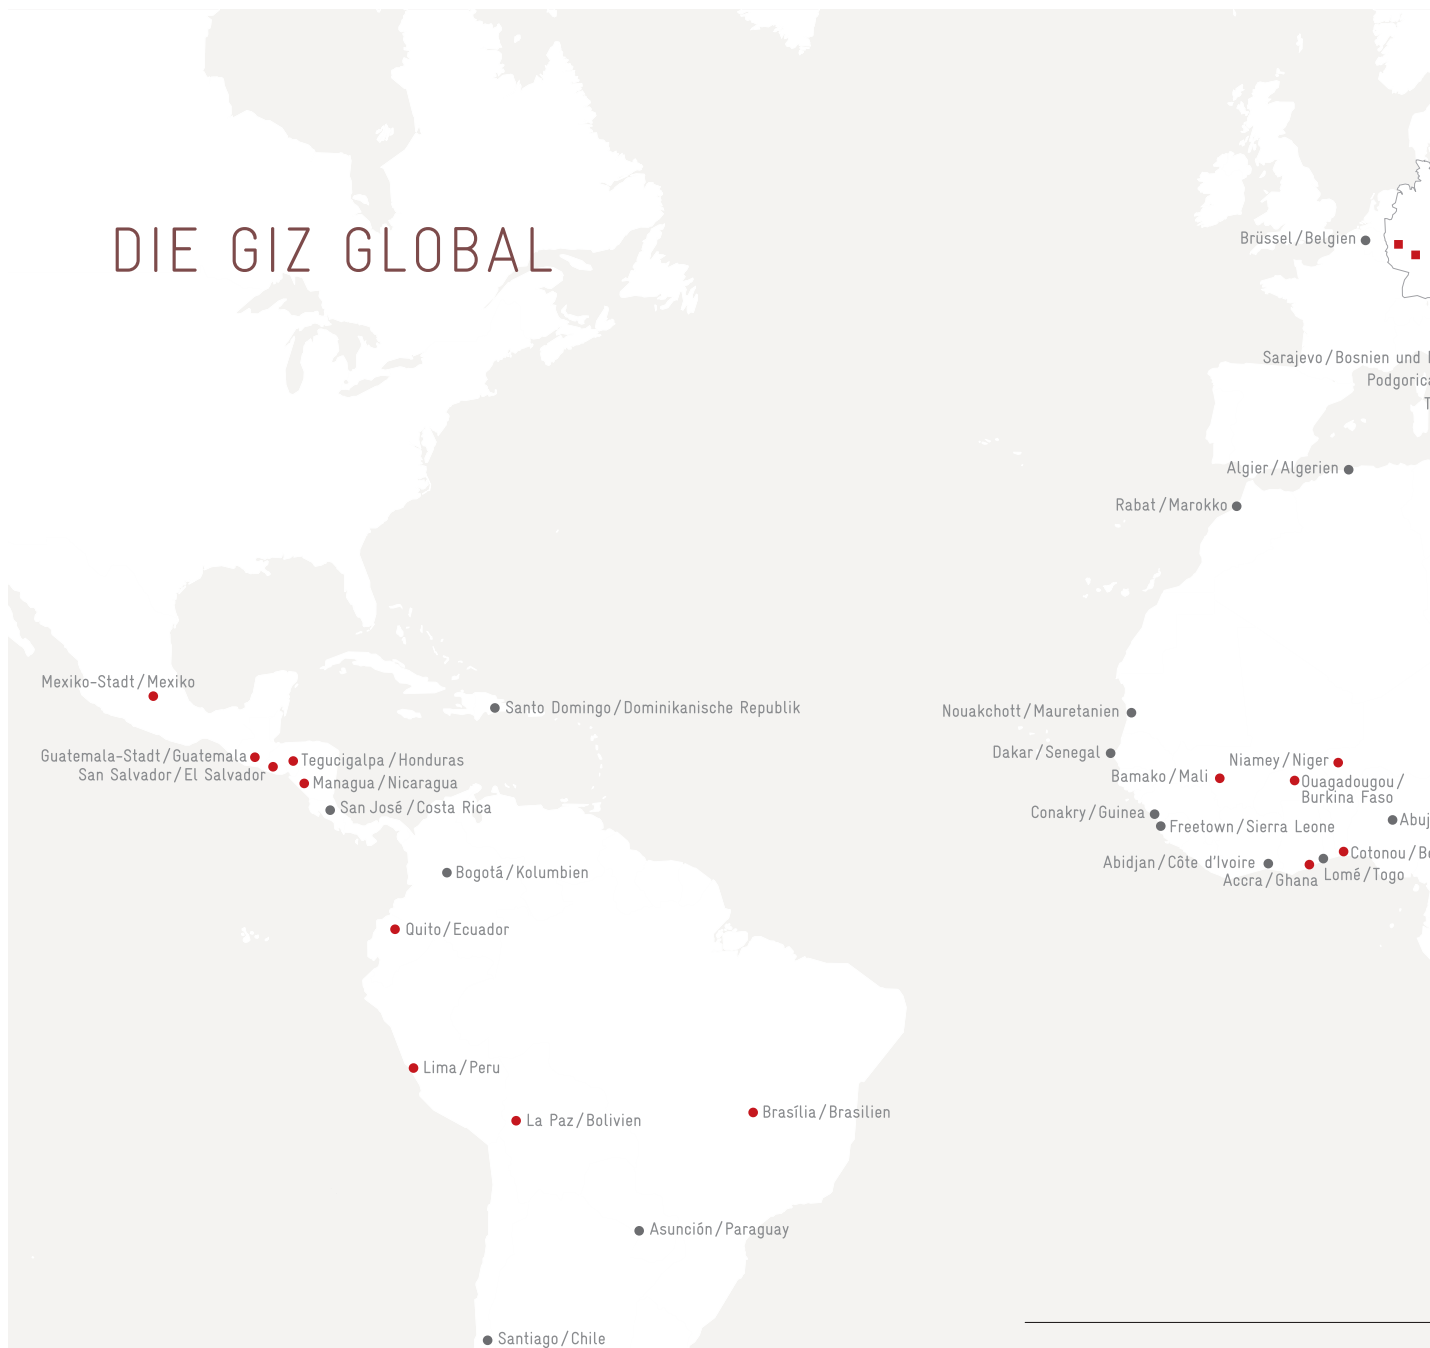 DIE GIZ GLOBAL
Brüssel/Belgien
Sarajevo/Bosnien und
Algier/Algerien
Rabat/Marokko
Mexiko-Stadt/Mexiko
Santo Domingo/Dominikanische Republik
Nouakchott/Mauretanien
Dakar/Senegal
Guatemala-Stadt/Guatemala
Tegucigalpa/Honduras
San Salvador/El Salvador
Managua/Nicaragua
Niamey/Niger
Bamako/Mali
Ouagadougou/
Burkina Faso
San José/Costa Rica
Conakry/Guinea
Freetown/Sierra Leone
Abidjan/Côte d'Ivoire
Cotonou/
Accra/Ghana
Lomé/Togo
Bogotá/Kolumbien
Quito/Ecuador
Lima/Peru
La Paz/Bolivien
Brasília/Brasilien
Asunción/Paraguay
Santiago/Chile